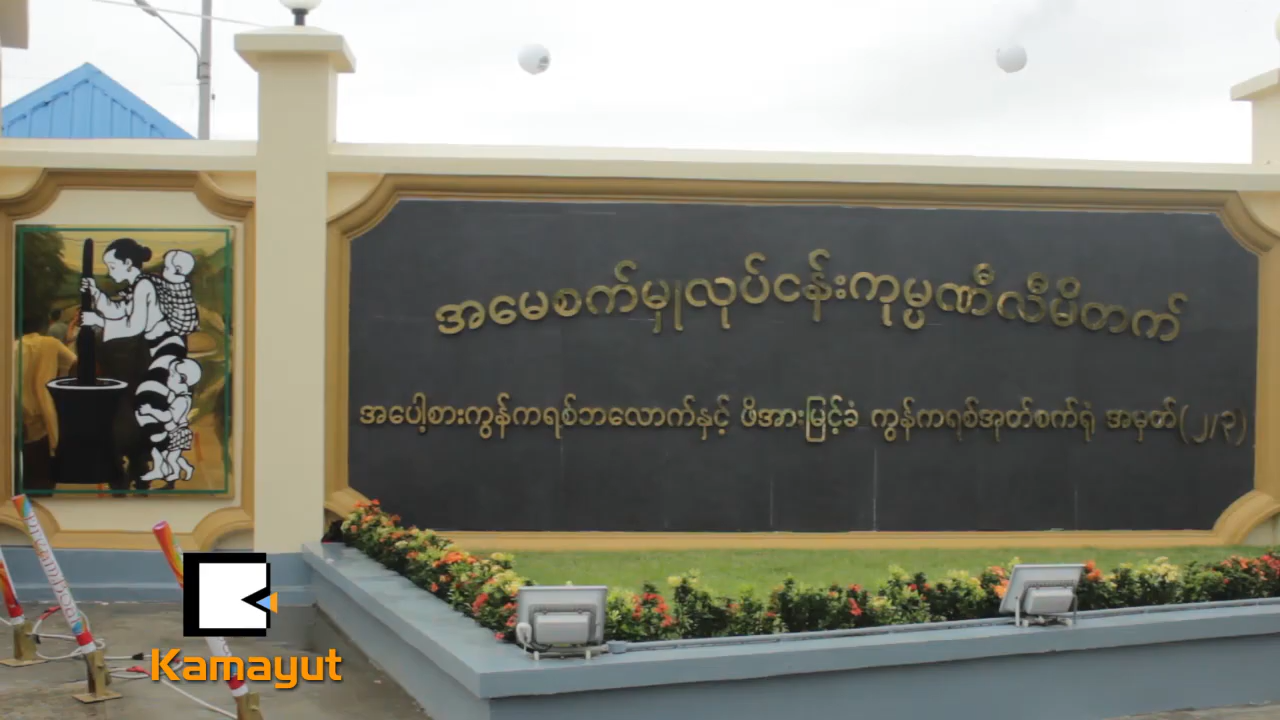 အမေစက်မှုလုပ်ငန်းကုမ္ပဏီလီမိတက်
အပေါ့စားကွန်ကရစ်ဘလောက်နှင့် ဖိအားမြင့်ခံ ကွန်ကရစ်အုတ်စက်ရုံ အမှတ်(၂/၃)
Kamayut